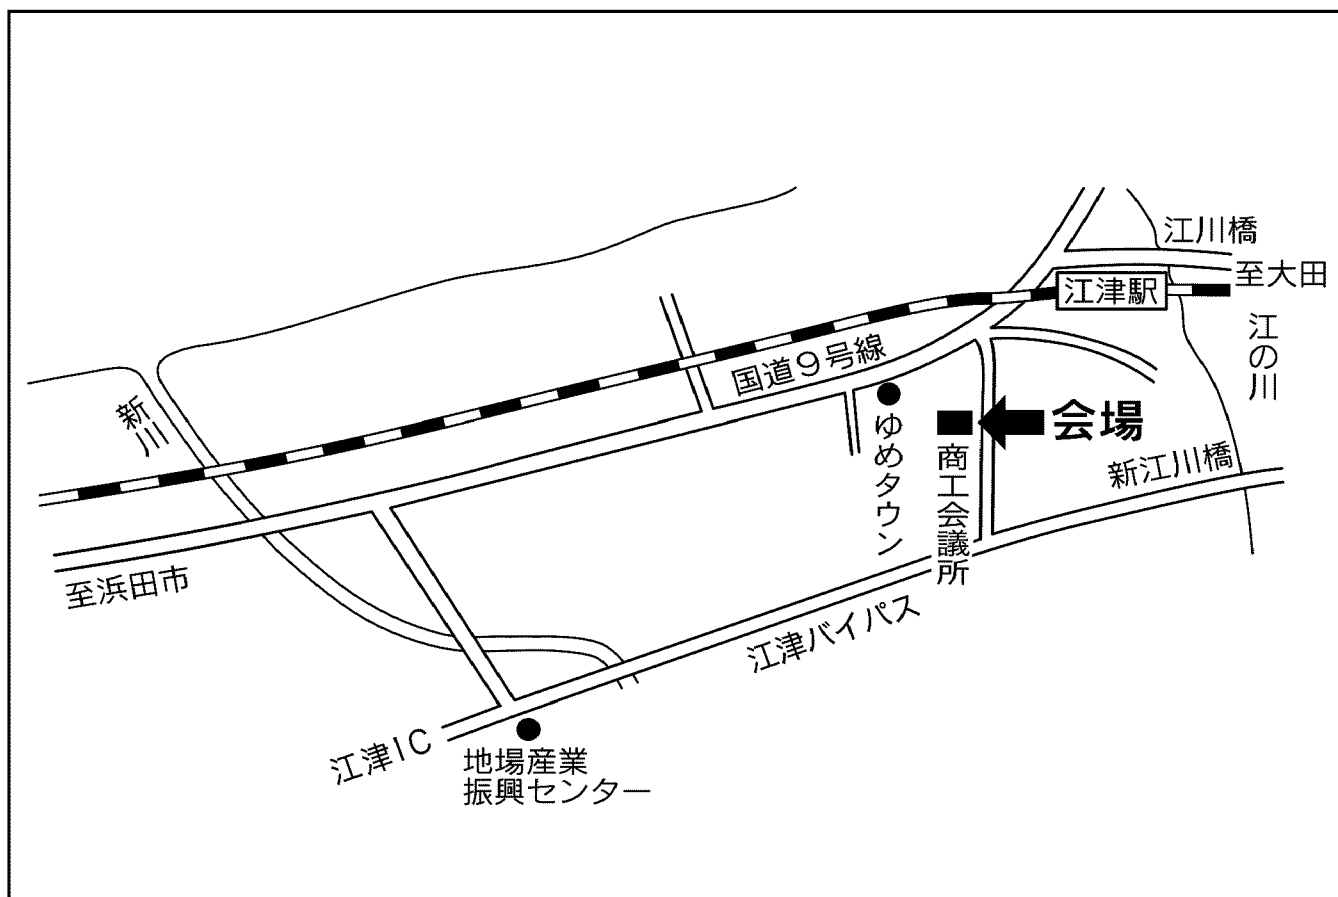 江川橋
至大田
江津駅
江の川
国道9号線
新川
会場
ゆめタウン
商工会議所
新江川橋
至浜田市
江津バイパス
江津IC
地場産業
振興センター